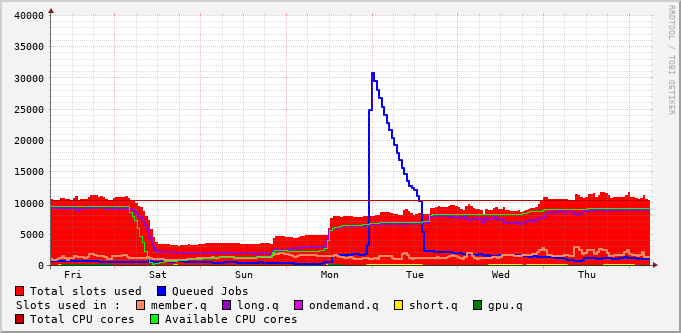 40000
35000
30000
25000
20000
15000
10000
5000
0
Fri Sat Sun Mon Tue Wed Thu
RRDTOOL / TOBI OETIKER
Total slots used Queued Jobs
Slots used in : member.q long.q ondemand.q short.q gpu.q
Total CPU cores Available CPU cores